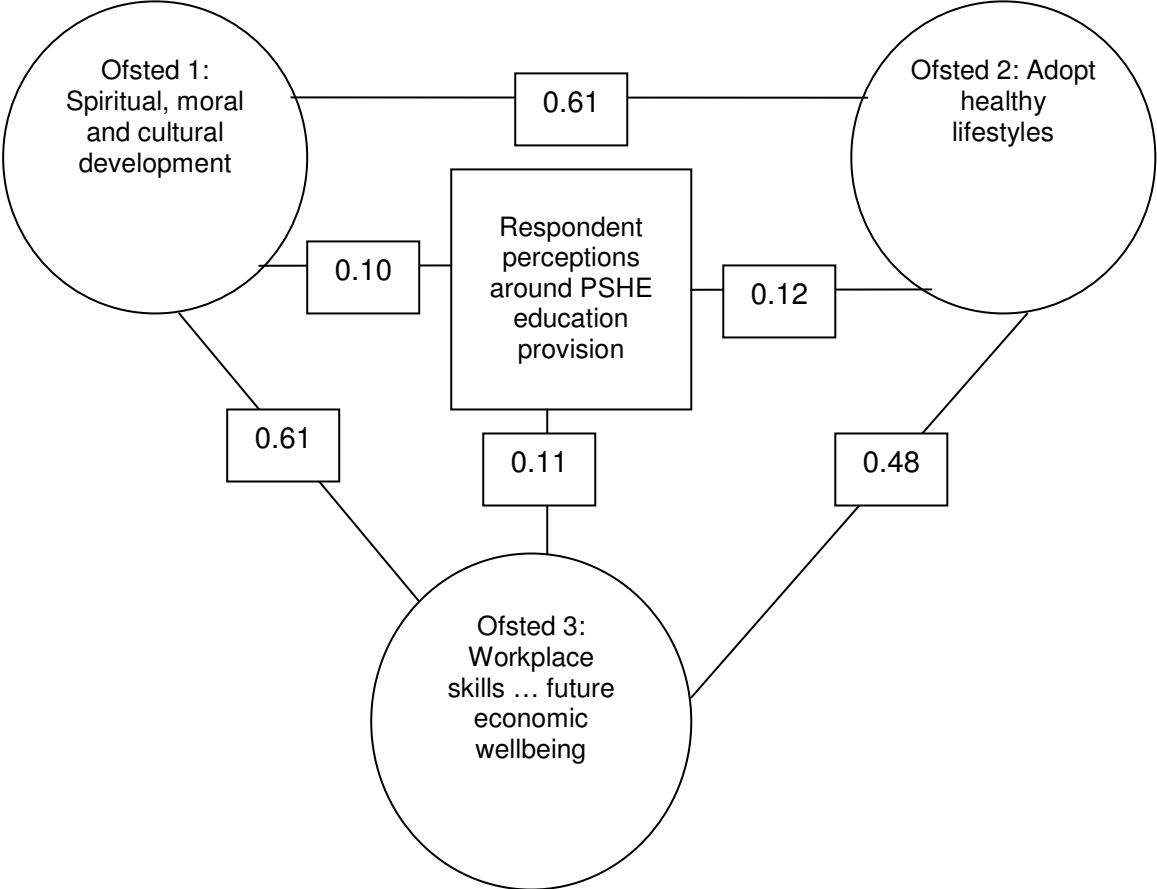 Ofsted 1:
Spiritual, moral
and cultural
development
0.61
Ofsted 2: Adopt
healthy
lifestyles
Respondent
perceptions
around PSHE
education
provision
0.10
0.12
0.61
0.11
0.48
Ofsted 3:
Workplace
skills … future
economic
wellbeing